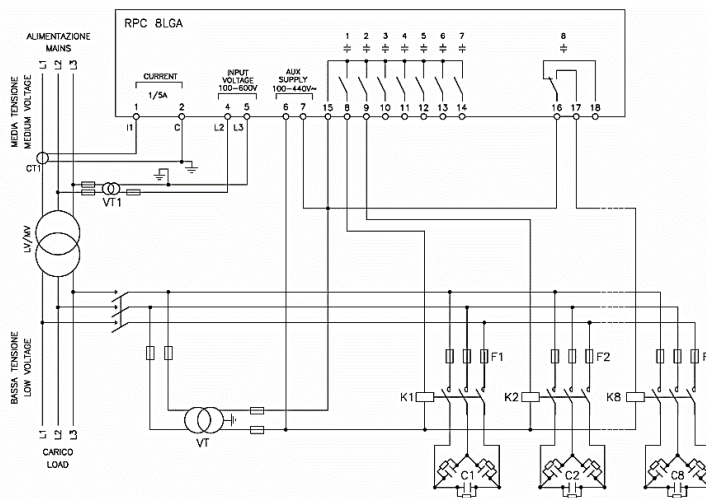 RPC 8LGA
ALIMENTAZIONE
MAINS
L1 L2 L3
MEDIA TENSIONE
MEDIUM VOLTAGE
CURRENT
1/5A
INPUT
VOLTAGE
100-600V
AUX
SUPPLY
100-440V~
1 2 3 4 5 6 7 8
1 2 4 5 6 7 15 8 9 10 11 12 13 14 16 17 18
I1 C L2 L3
CT1
VT1
LV/MV
BASSA TENSIONE
LOW VOLTAGE
F1 F2 F
K1 K2 K8
VT
L1 L2 L3
CARICO
LOAD
C1 C2 C8